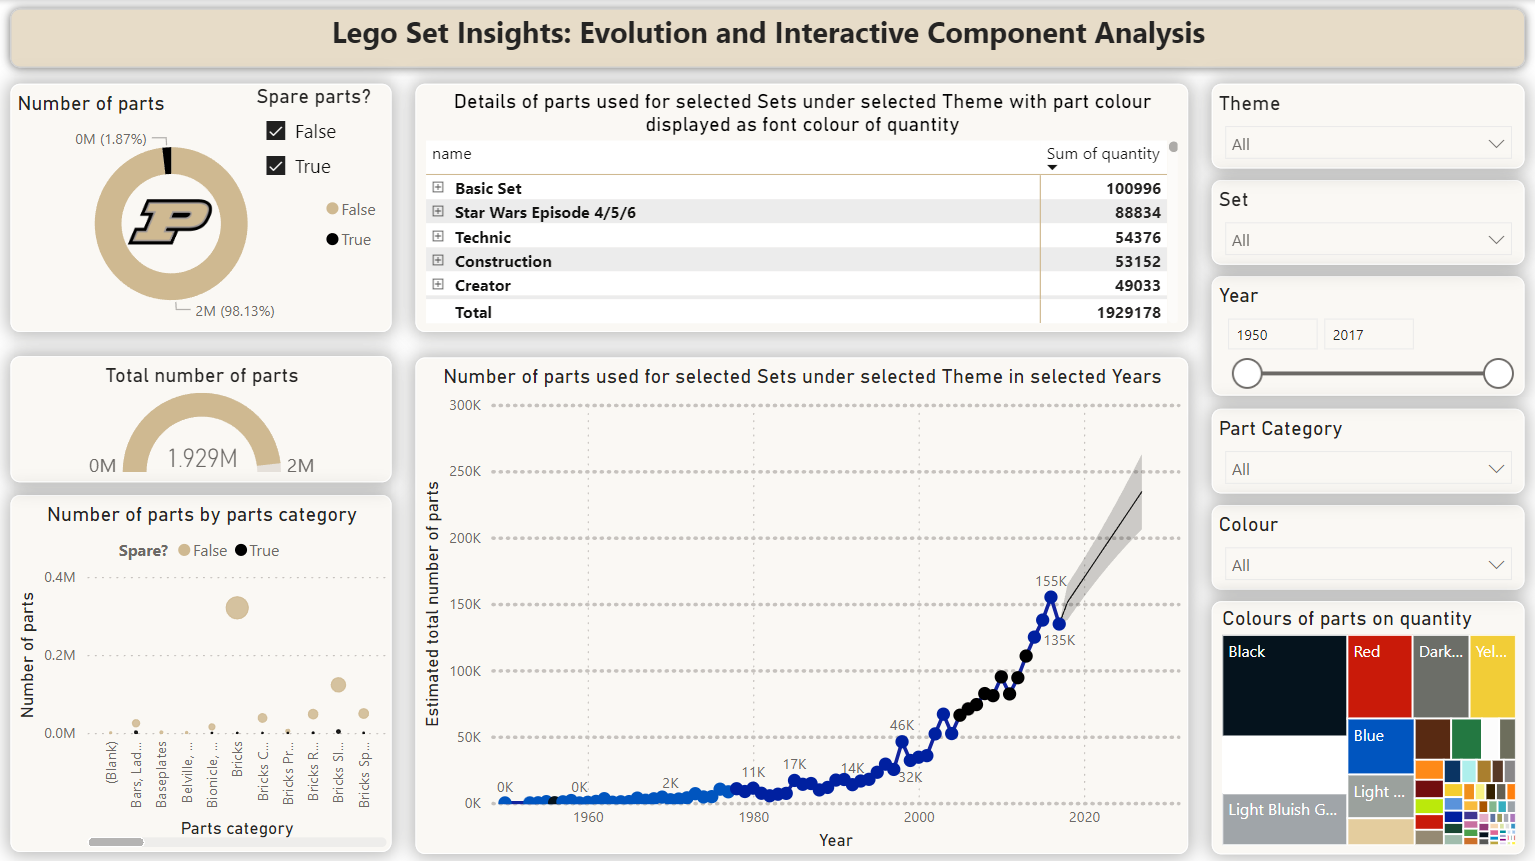 Lego Set Insights: Evolution and Interactive Component Analysis
Number of parts
Spare parts?
False
True
0M (1.87%)
P
False
True
2M (98.13%)
Details of parts used for selected Sets under selected Theme with part colour
displayed as font colour of quantity
name Sum of quantity
Basic Set 100996
Star Wars Episode 4/5/6 88834
Technic 54376
Construction 53152
Creator 49033
Total 1929178
Theme
All
Set
All
Year
1950 2017
Part Category
All
Colour
All
Total number of parts
0M 1.929M 2M
Number of parts by parts category
Spare? False True
Number of parts
0.4M
0.2M
0.0M
(Blank)
Bars, Lad...
Baseplates
Belville, ...
Bionicle, ...
Bricks
Bricks C...
Bricks Pr...
Bricks R...
Bricks Sl...
Bricks Sp...
Parts category
Number of parts used for selected Sets under selected Theme in selected Years
Estimated total number of parts
300K
250K
200K
150K
100K
50K
0K
0K
0K
2K
11K
17K
14K
46K
32K
155K
135K
1960 1980 2000 2020
Year
Colours of parts on quantity
Black
Red
Dark...
Yel...
Blue
Light ...
Light Bluish G...